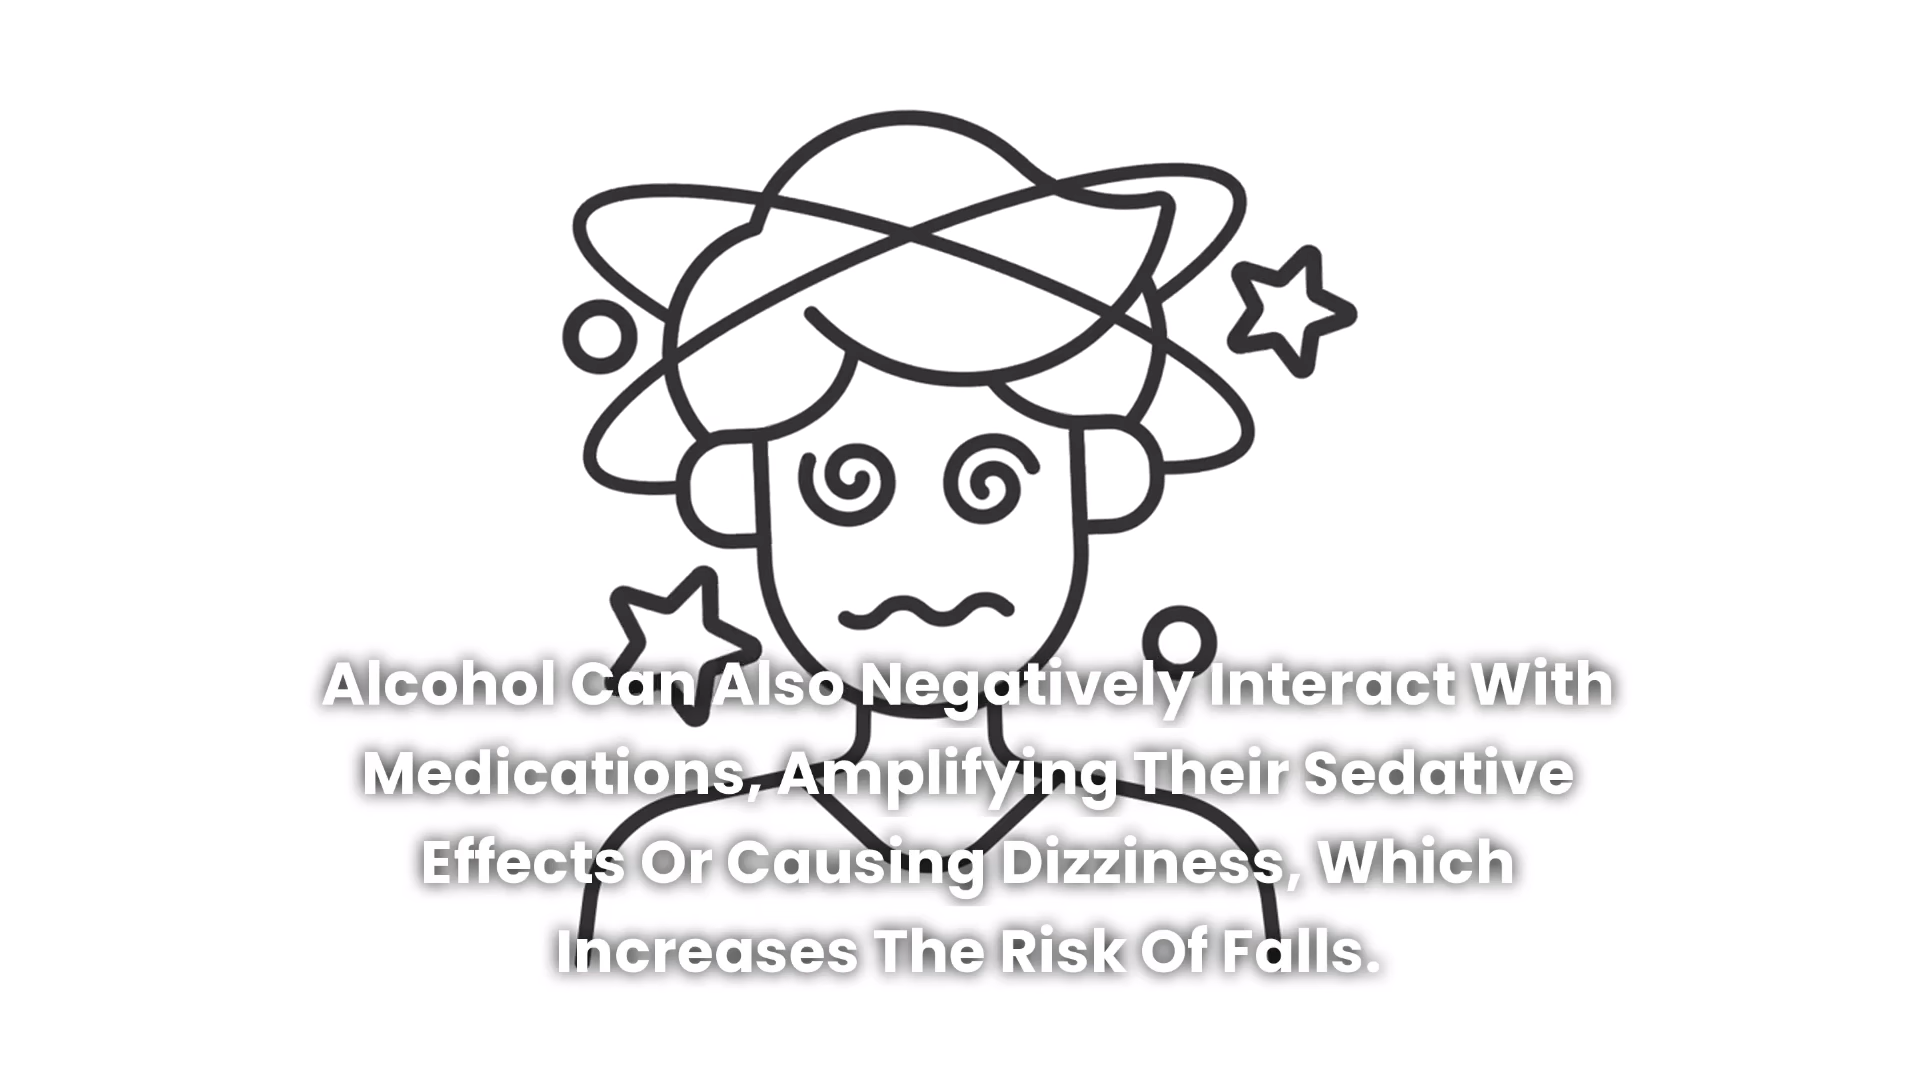 Alcohol Can Also Negatively Interact With
Medications, Amplifying Their Sedative
Effects Or Causing Dizziness, Which
Increases The Risk Of Falls.